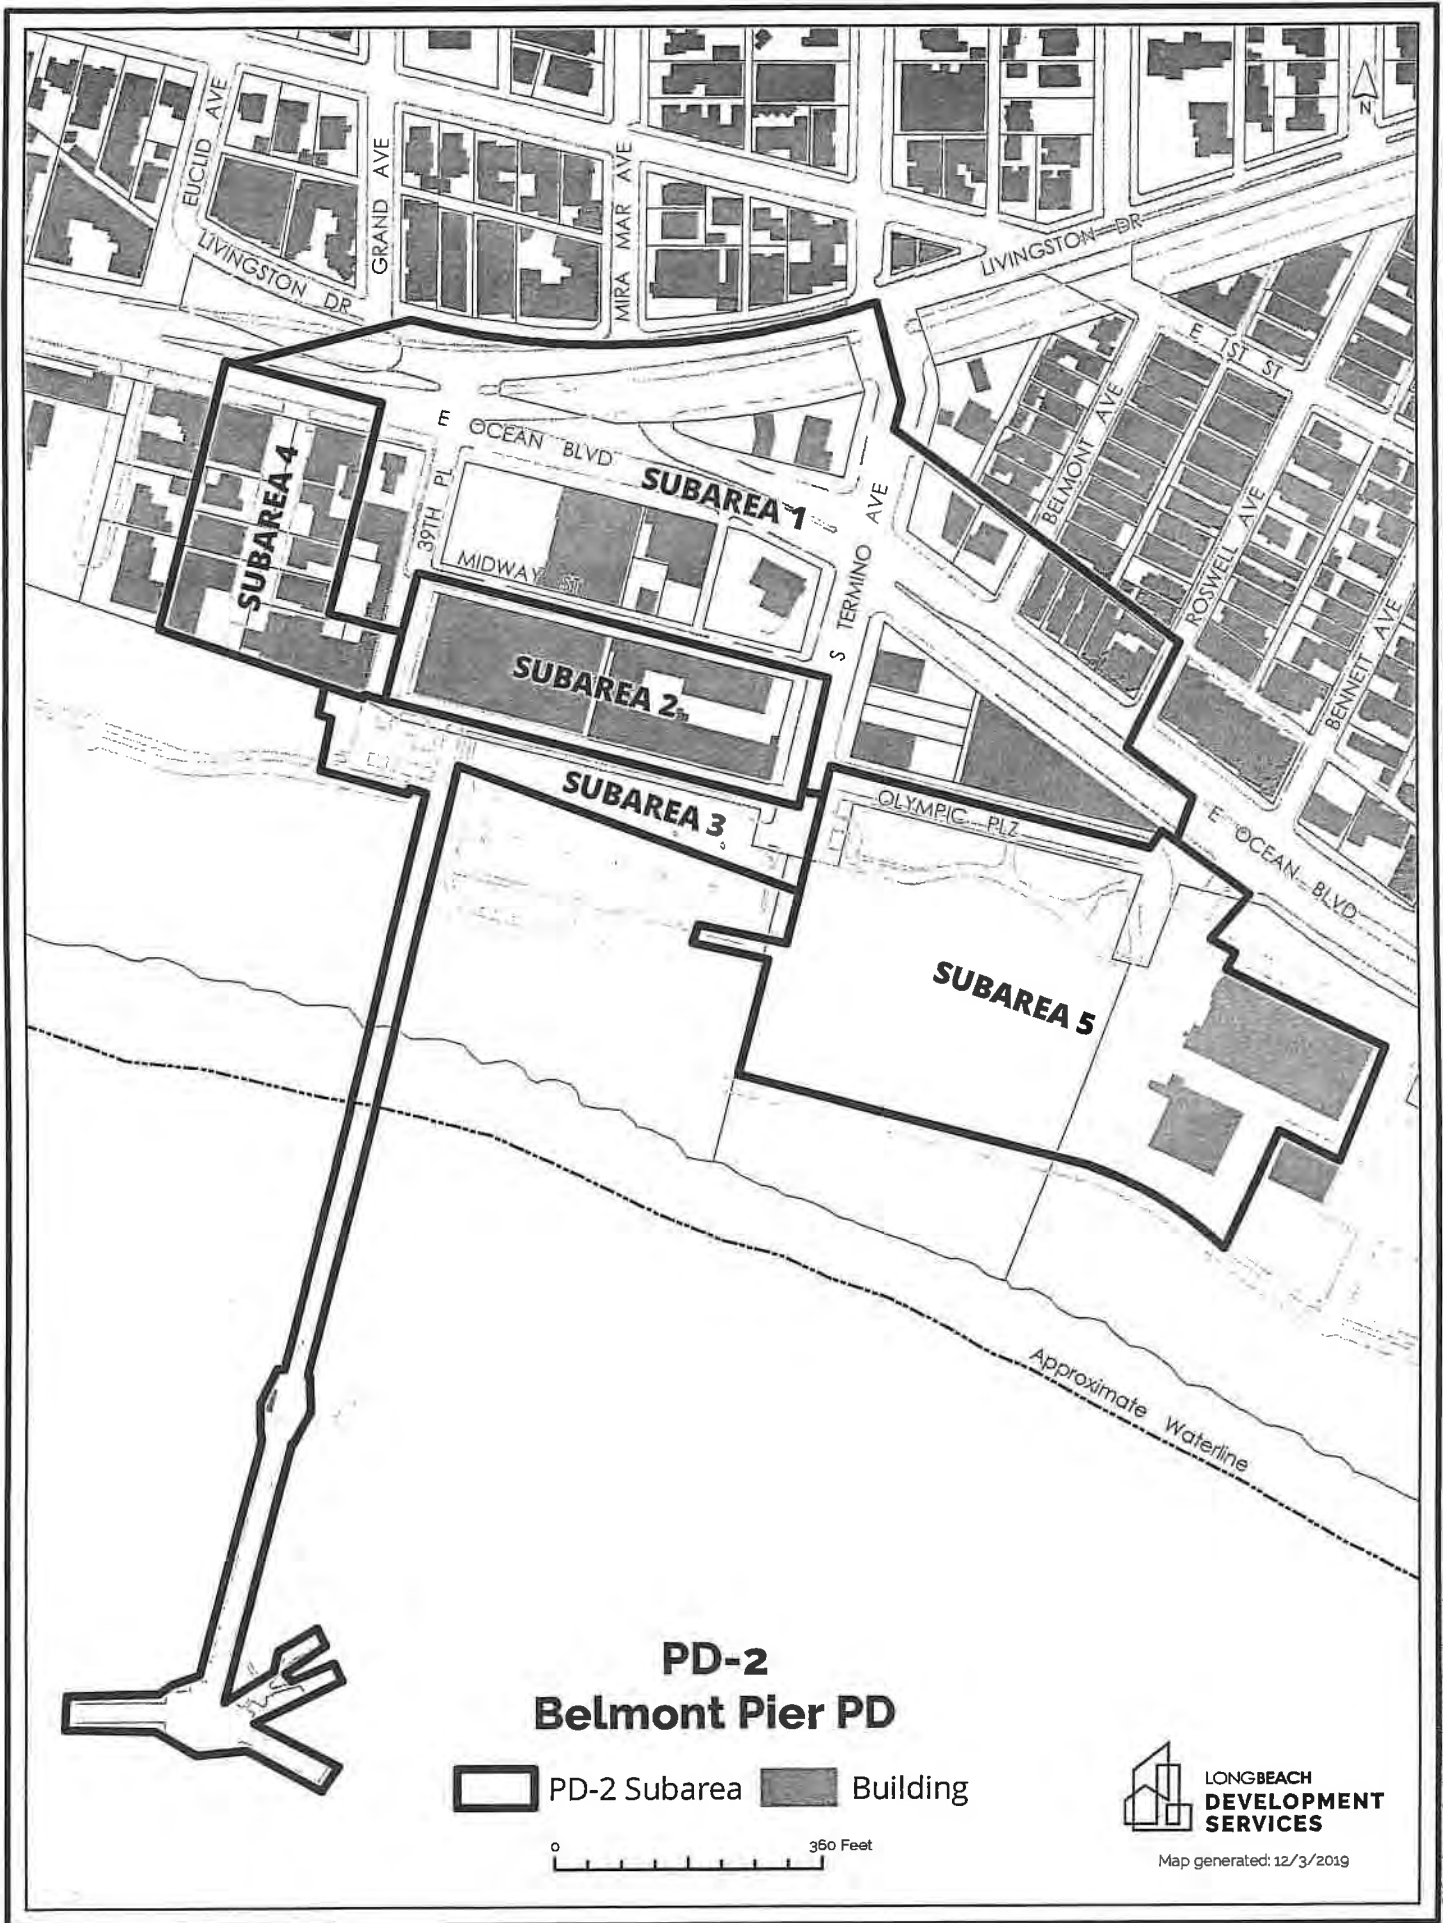 EUCLID AVE
GRAND AVE
MIRA MAR AVE
N
LIVINGSTON DR
LIVINGSTON DR
E 1ST ST
E OCEAN BLVD
SUBAREA 4
39TH PL
SUBAREA 1
S TERMINO AVE
BELMONT AVE
ROSWELL AVE
BENNET AVE
MIDWAY ST
SUBAREA 2
SUBAREA 3
OLYMPIC PLZ
E OCEAN BLVD
SUBAREA 5
Approximate Waterline
PD-2
Belmont Pier PD
PD-2 Subarea
Building
0 360 Feet
LONGBEACH
DEVELOPMENT
SERVICES
Map generated: 12/3/2019